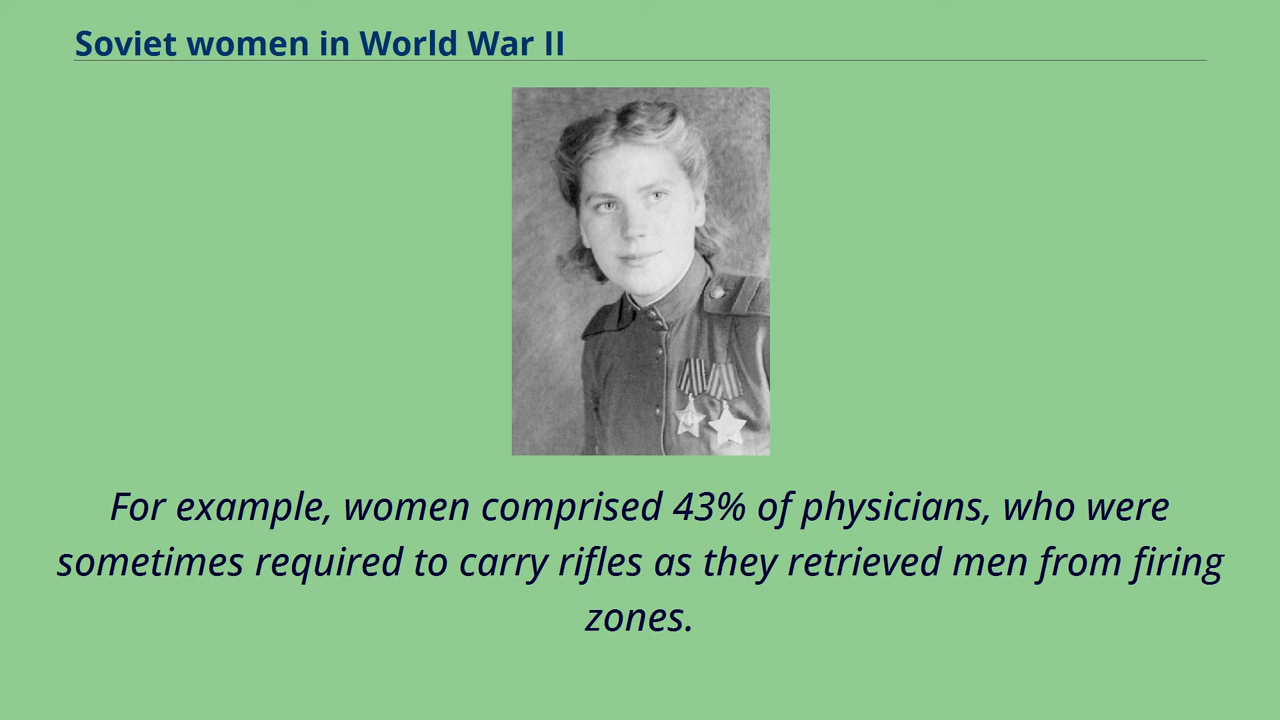 Soviet women in World War II
For example, women comprised 43% of physicians, who were
sometimes required to carry rifles as they retrieved men from firing
zones.